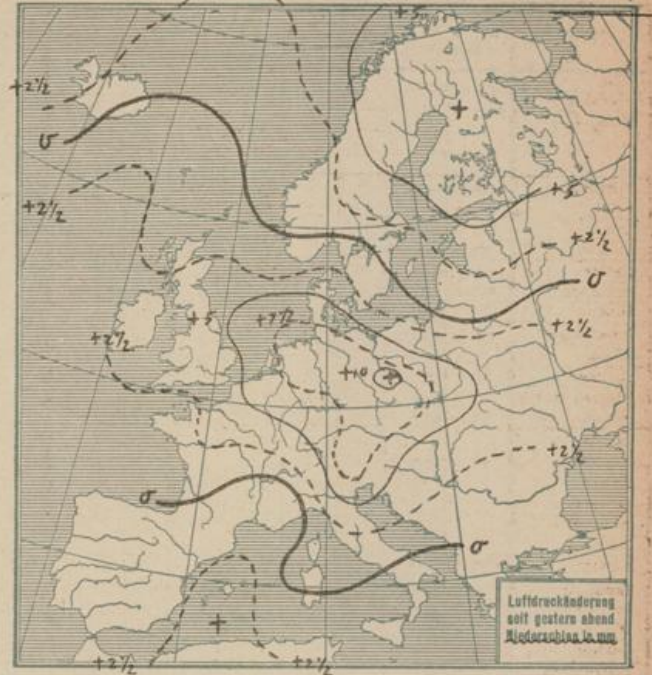 +5
+2½
+
σ
+2½
+5
+2½
σ
+5
+7½
+2½
+2½
+10 +
+2½
σ
σ
Luftdruckänderung
seit gestern abend
Niederschlag in mm
+
+2½
+2½